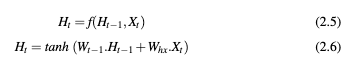 H_t = f(H_{t−1}, X_t) (2.5)
H_t = tanh (W_{t−1}.H_{t−1} + W_{hx}.X_t) (2.6)